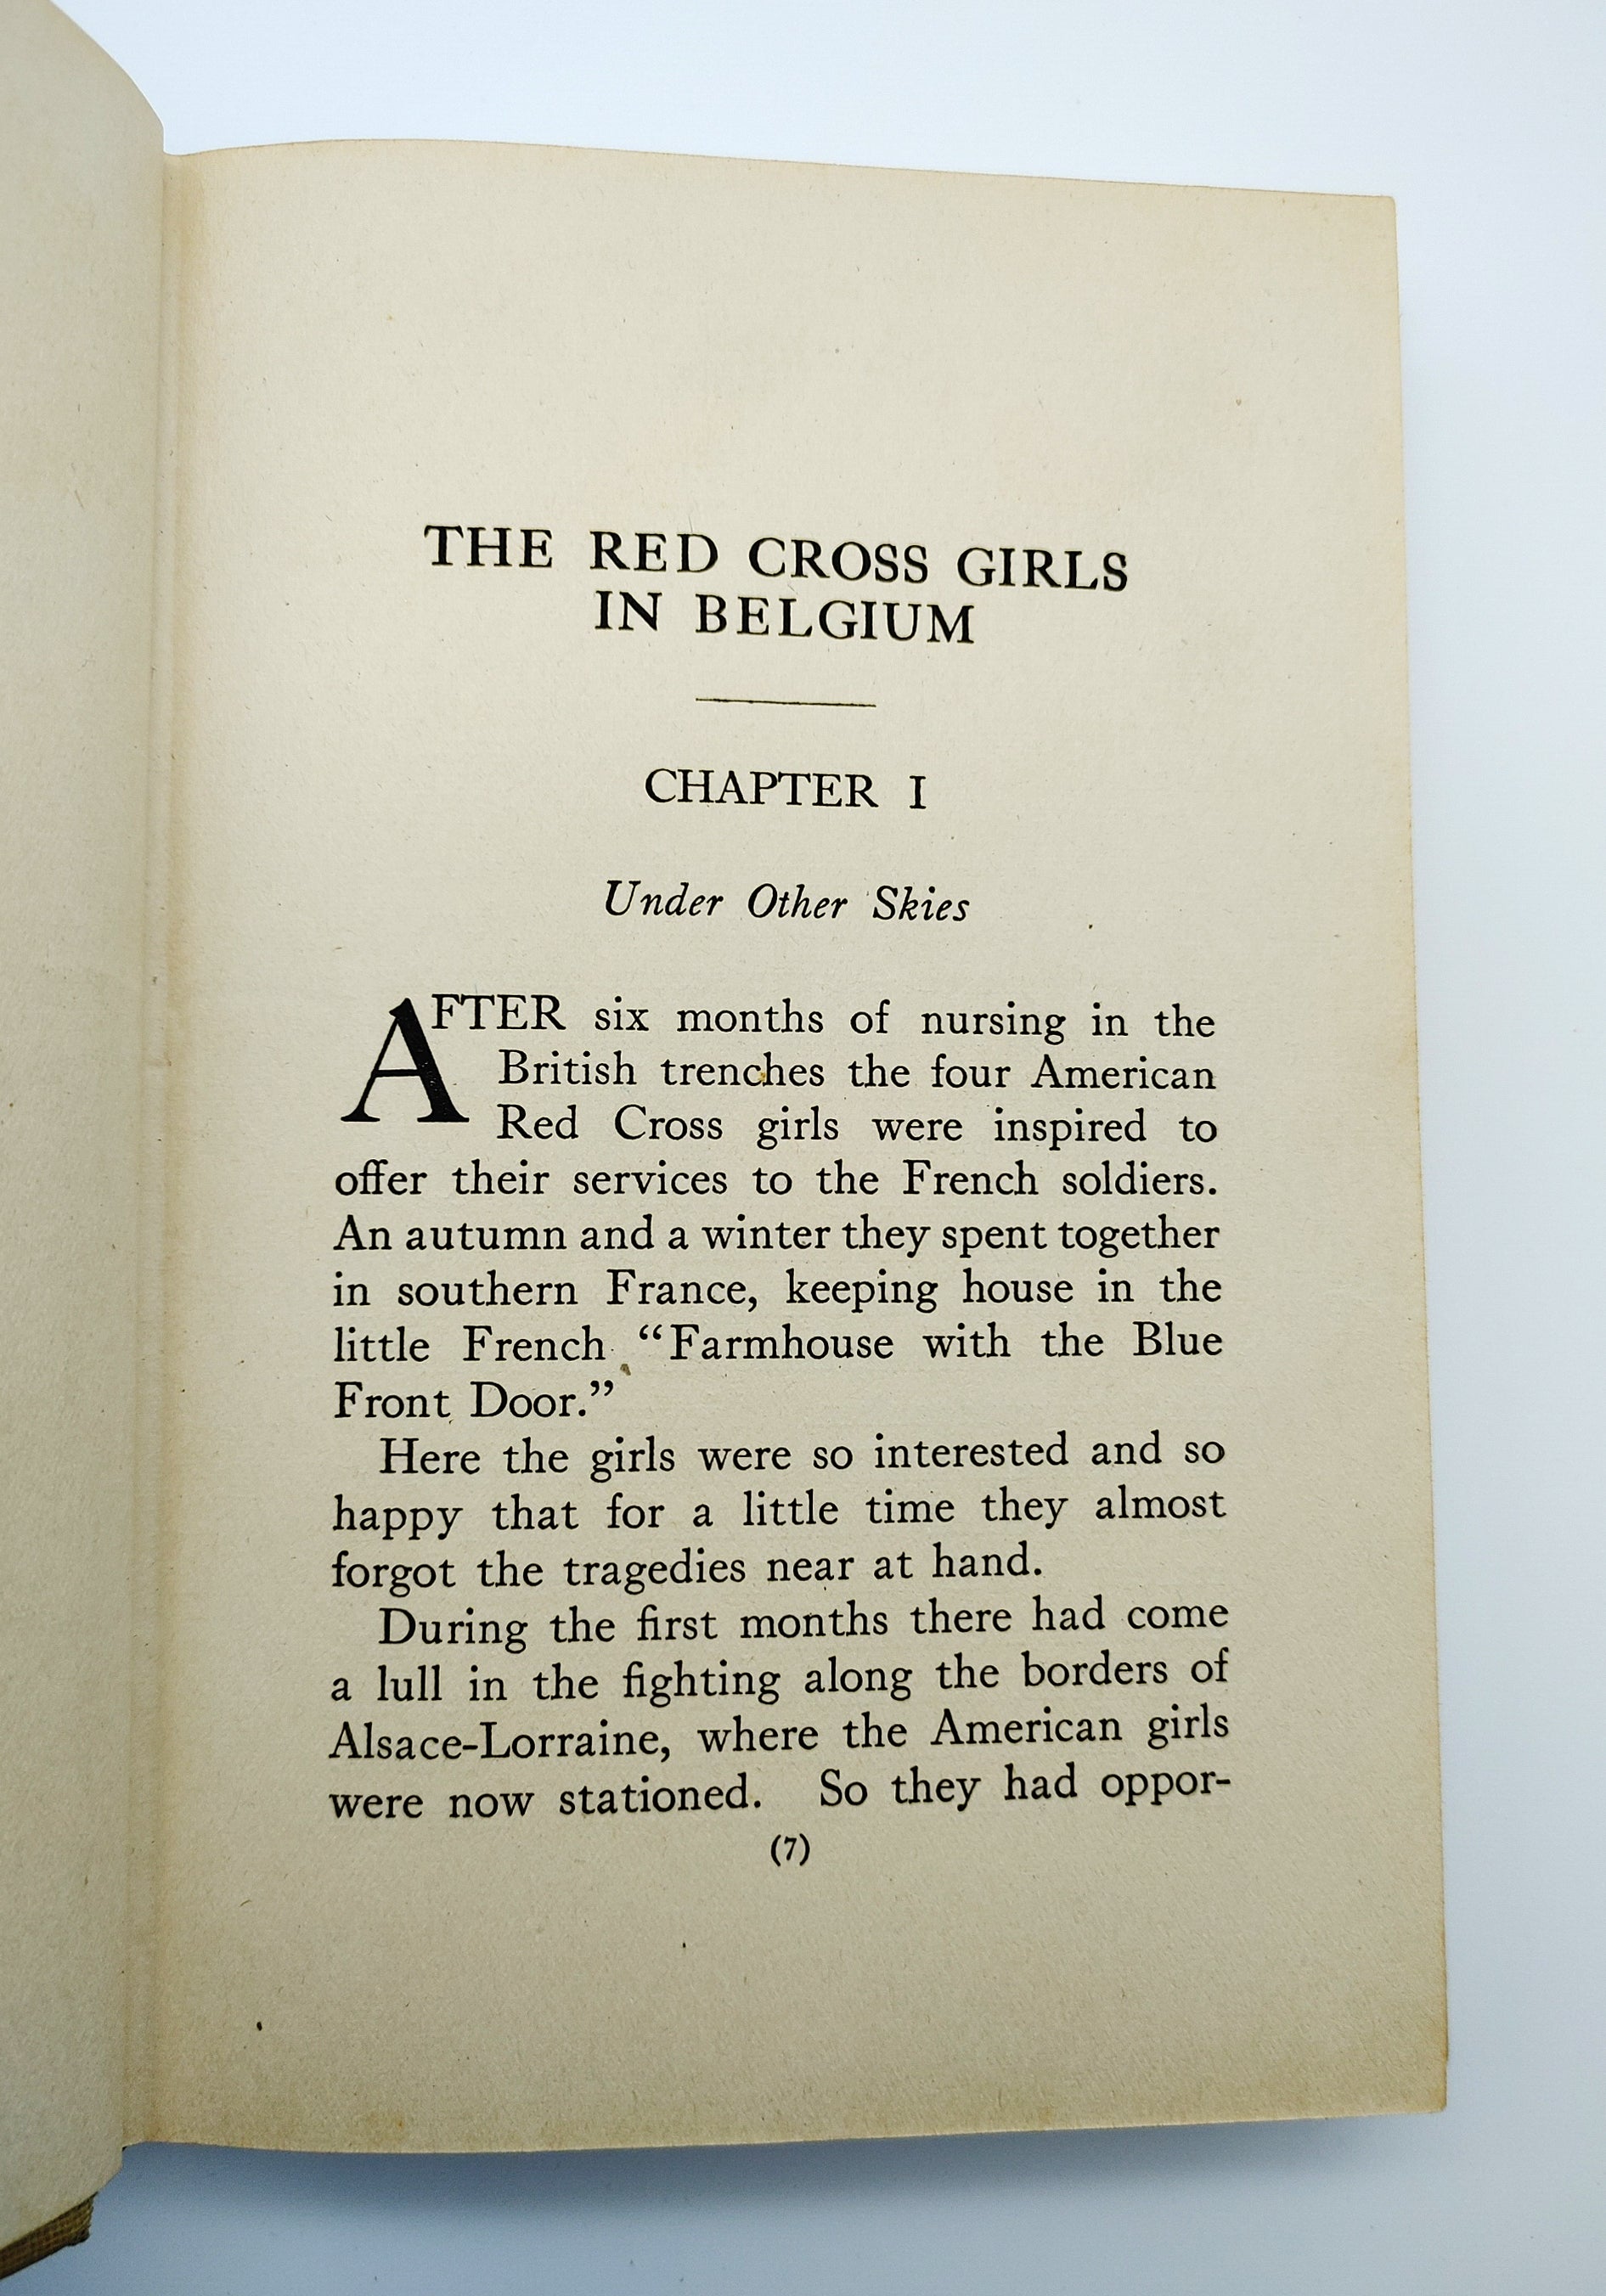 THE RED CROSS GIRLS
IN BELGIUM
CHAPTER I
Under Other Skies
AFTER six months of nursing in the
British trenches the four American
Red Cross girls were inspired to
offer their services to the French soldiers.
An autumn and a winter they spent together
in southern France, keeping house in the
little French “Farmhouse with the Blue
Front Door.”
Here the girls were so interested and so
happy that for a little time they almost
forgot the tragedies near at hand.
During the first months there had come
a lull in the fighting along the borders of
Alsace-Lorraine, where the American girls
were now stationed. So they had oppor-
(7)